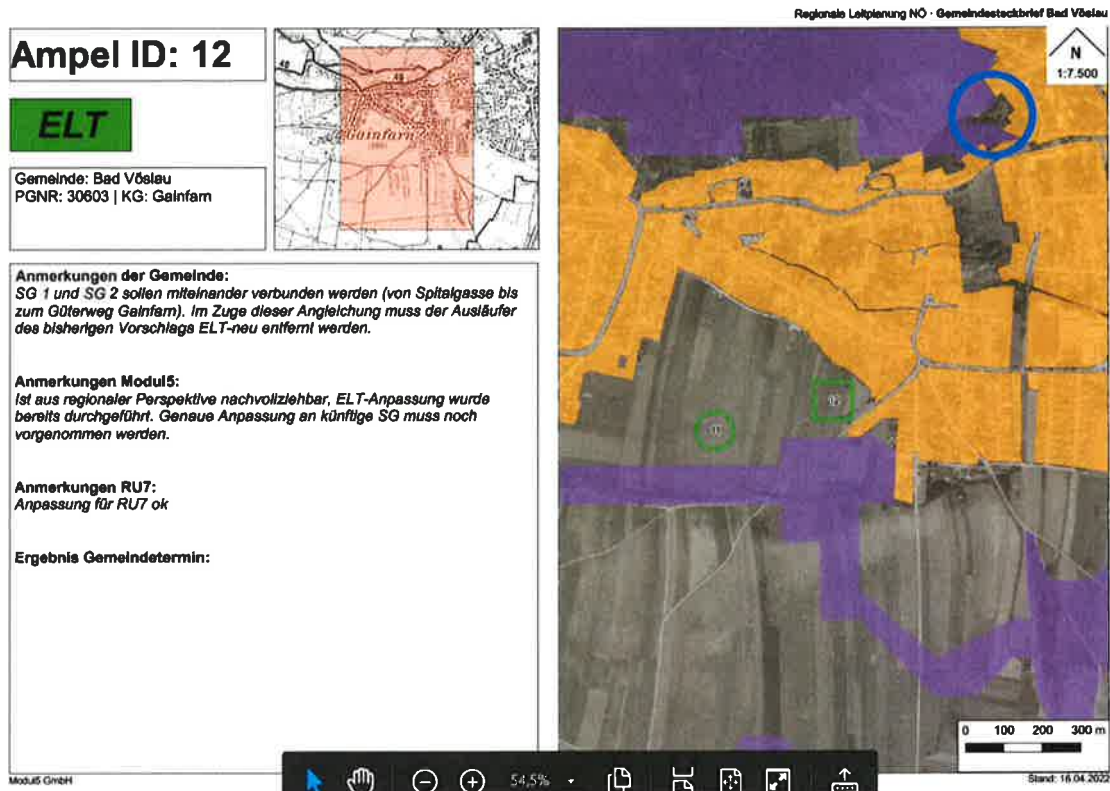 Regionale Leitplanung NÖ · Gemeindesteckbrief Bad Vöslau
Ampel ID: 12
ELT
Gemeinde: Bad Vöslau
PGNR: 30603 | KG: Gainfarn
49
49
Gainfarn
N
1:7.500
Anmerkungen der Gemeinde:
SG 1 und SG 2 sollen miteinander verbunden werden (von Spitalgasse bis
zum Güterweg Gainfarn). Im Zuge dieser Angleichung muss der Ausläufer
des bisherigen Vorschlags ELT-neu entfernt werden.
Anmerkungen Modul5:
Ist aus regionaler Perspektive nachvollziehbar, ELT-Anpassung wurde
bereits durchgeführt. Genaue Anpassung an künftige SG muss noch
vorgenommen werden.
Anmerkungen RU7:
Anpassung für RU7 ok
Ergebnis Gemeindetermin:
11
0 100 200 300 m
Modul5 GmbH
54,5%
Stand: 16.04.2022